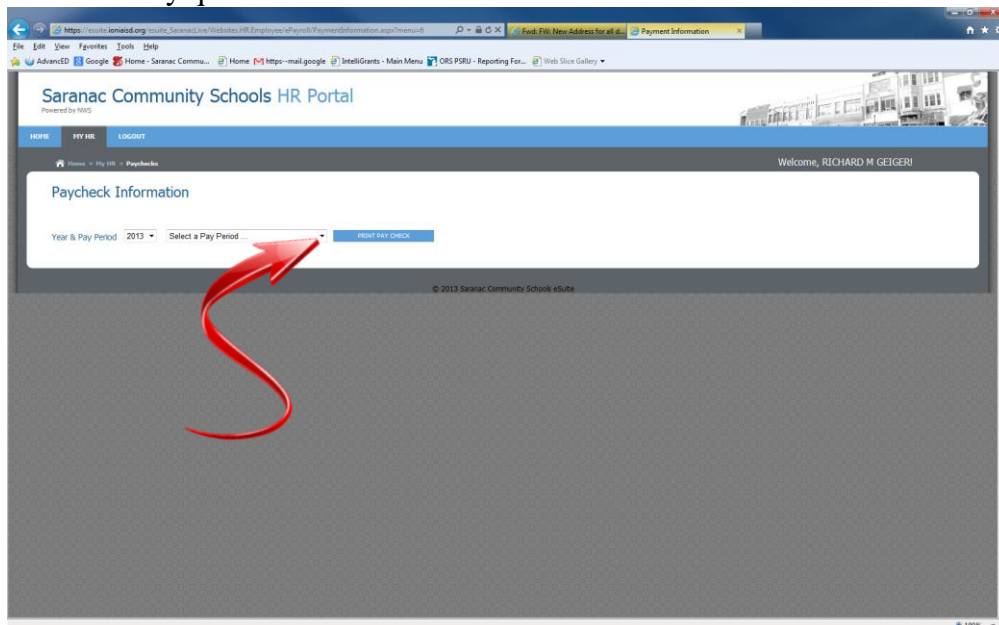 https://esuite.ioniaisd.org/esuite_SaranacLive/Websites.HR.Employee/ePayroll/PaymentInformation.aspx?menu=8
Fwd: FW: New Address for all d...
Payment Information
File Edit View Favorites Tools Help
AdvancED Google Home - Saranac Commu... Home https--mail.google IntelliGrants - Main Menu ORS PSRU - Reporting For... Web Slice Gallery
Saranac Community Schools HR Portal
Powered by NWS
HOME MY HR LOGOUT
Home » My HR » Paychecks
Welcome, RICHARD M GEIGER!
Paycheck Information
Year & Pay Period 2013 Select a Pay Period ... PRINT PAY CHECK
© 2013 Saranac Community Schools eSuite
100%